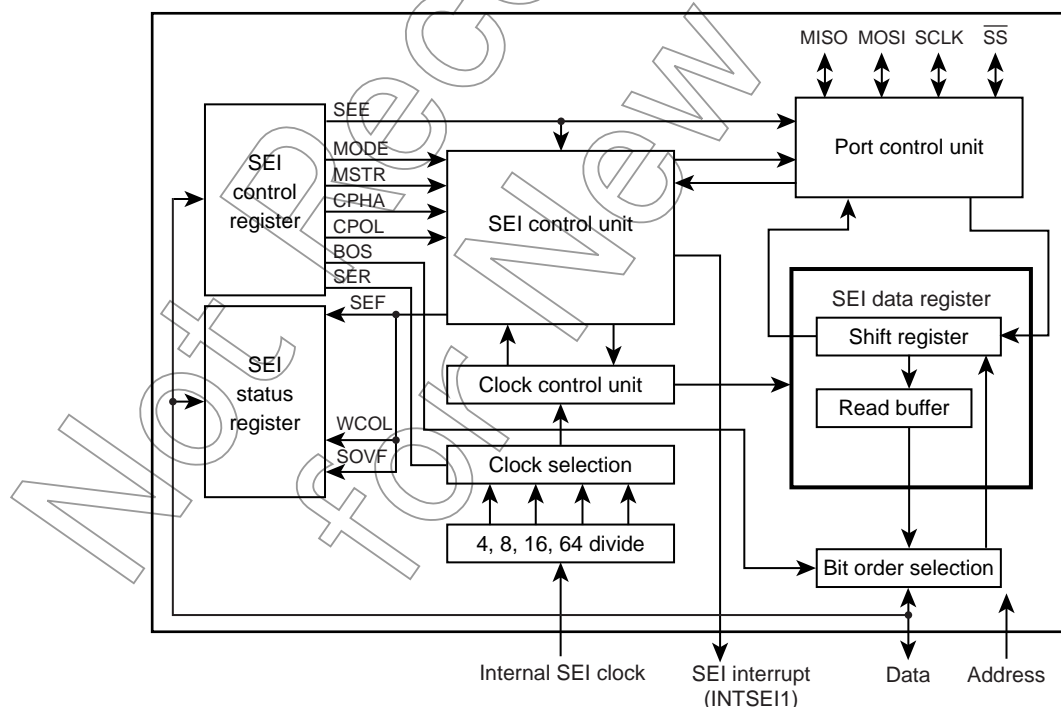 MISO MOSI SCLK SS
SEE
MODE
MSTR
CPHA
CPOL
BOS
SER
SEF
WCOL
SOVF
SEI
control
register
SEI
status
register
SEI control unit
Port control unit
SEI data register
Shift register
Read buffer
Clock control unit
Clock selection
4, 8, 16, 64 divide
Bit order selection
Internal SEI clock
SEI interrupt
(INTSEI1)
Data
Address
Not Rec
for New